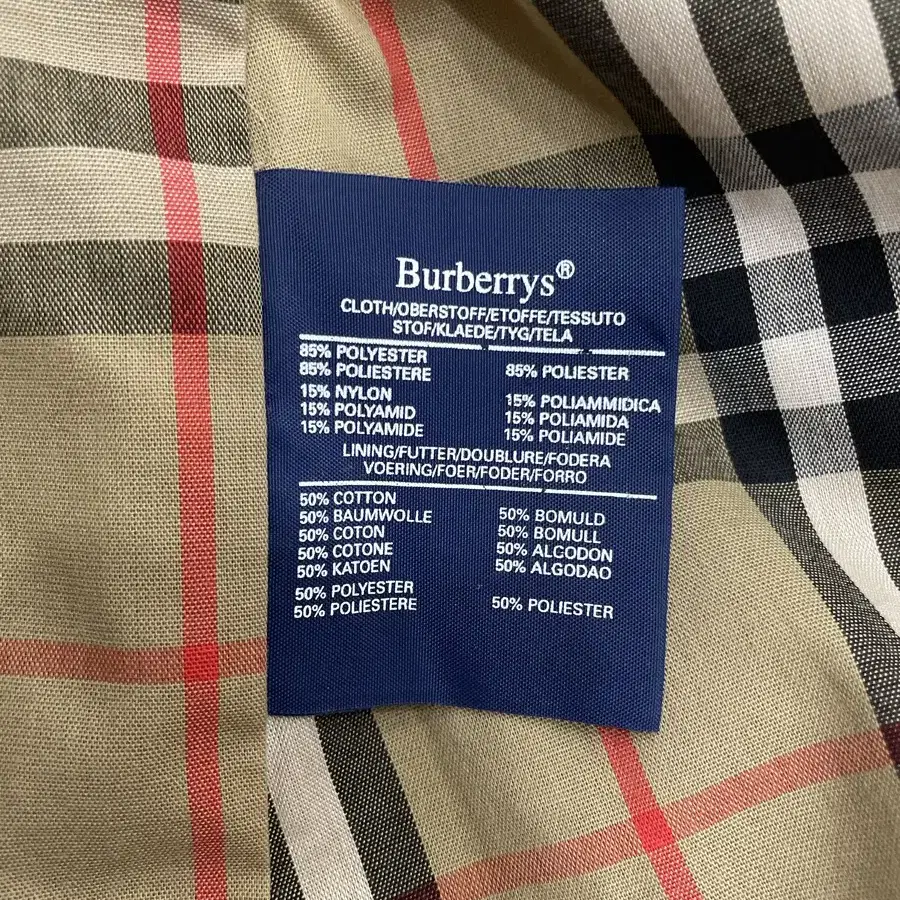 Burberrys®
CLOTH/OBERSTOFF/ETOFFE/TESSUTO
STOF/KLAEDE/TYG/TELA
85% POLYESTER
85% POLIESTERE 85% POLIESTER
15% NYLON 15% POLIAMMIDICA
15% POLYAMID 15% POLIAMIDA
15% POLYAMIDE 15% POLIAMIDE
LINING/FUTTER/DOUBLURE/FODERA
VOERING/FOER/FODER/FORRO
50% COTTON
50% BAUMWOLLE 50% BOMULD
50% COTON 50% BOMULL
50% COTONE 50% ALGODON
50% KATOEN 50% ALGODAO
50% POLYESTER
50% POLIESTERE 50% POLIESTER